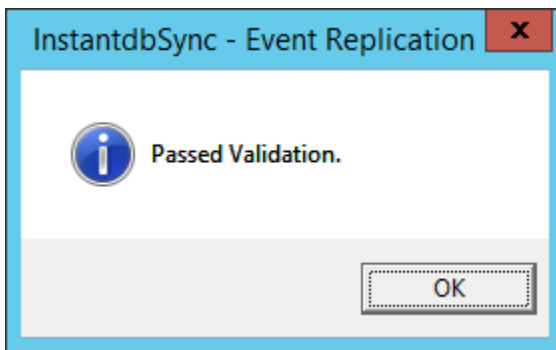 InstantdbSync - Event Replication
Passed Validation.
OK